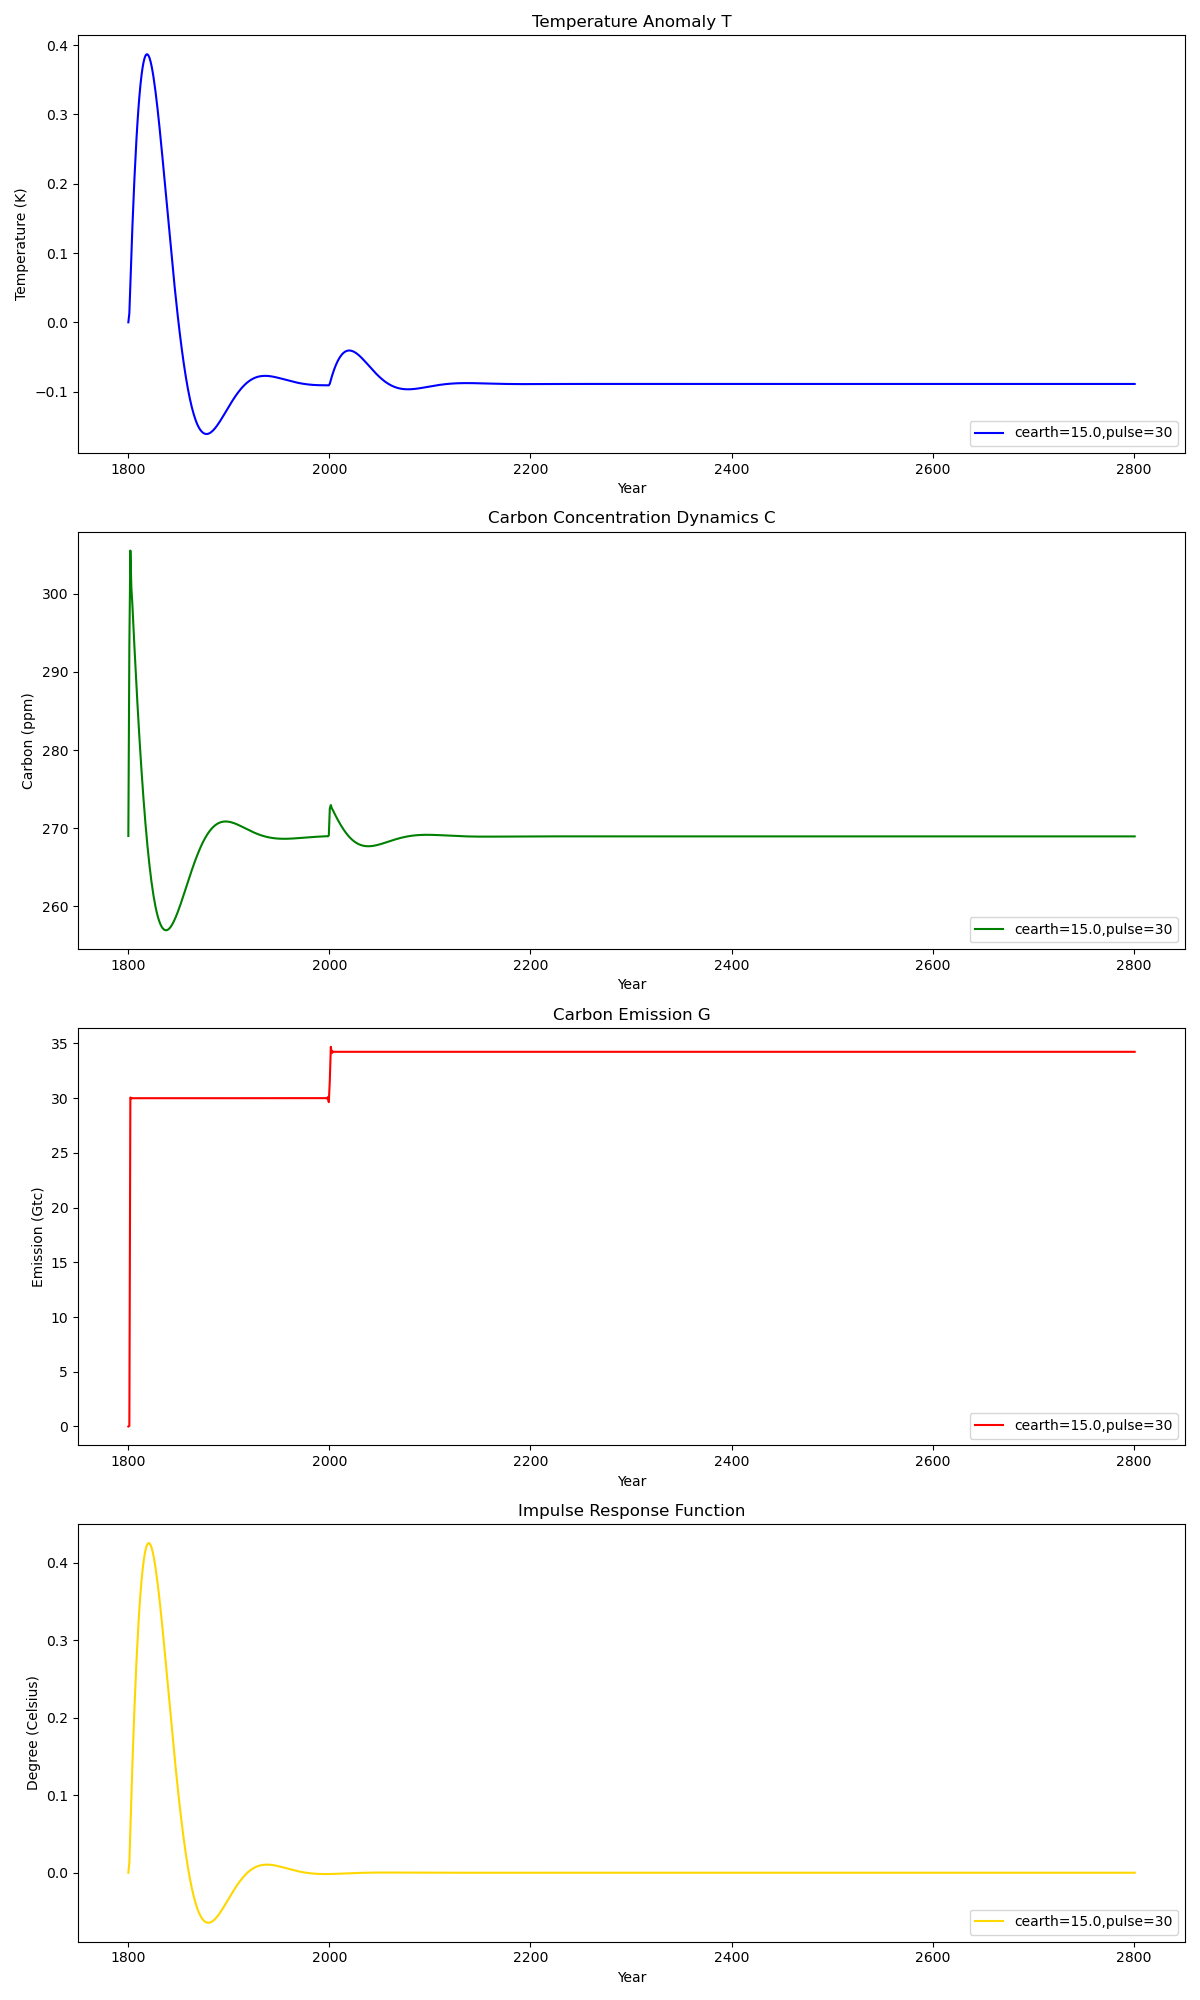 Temperature Anomaly T
0.4
0.3
0.2
0.1
0.0
−0.1
Temperature (K)
cearth=15.0,pulse=30
1800 2000 2200 2400 2600 2800
Year
Carbon Concentration Dynamics C
300
290
280
270
260
Carbon (ppm)
cearth=15.0,pulse=30
1800 2000 2200 2400 2600 2800
Year
Carbon Emission G
35
30
25
20
15
10
5
0
Emission (Gtc)
cearth=15.0,pulse=30
1800 2000 2200 2400 2600 2800
Year
Impulse Response Function
0.4
0.3
0.2
0.1
0.0
Degree (Celsius)
cearth=15.0,pulse=30
1800 2000 2200 2400 2600 2800
Year